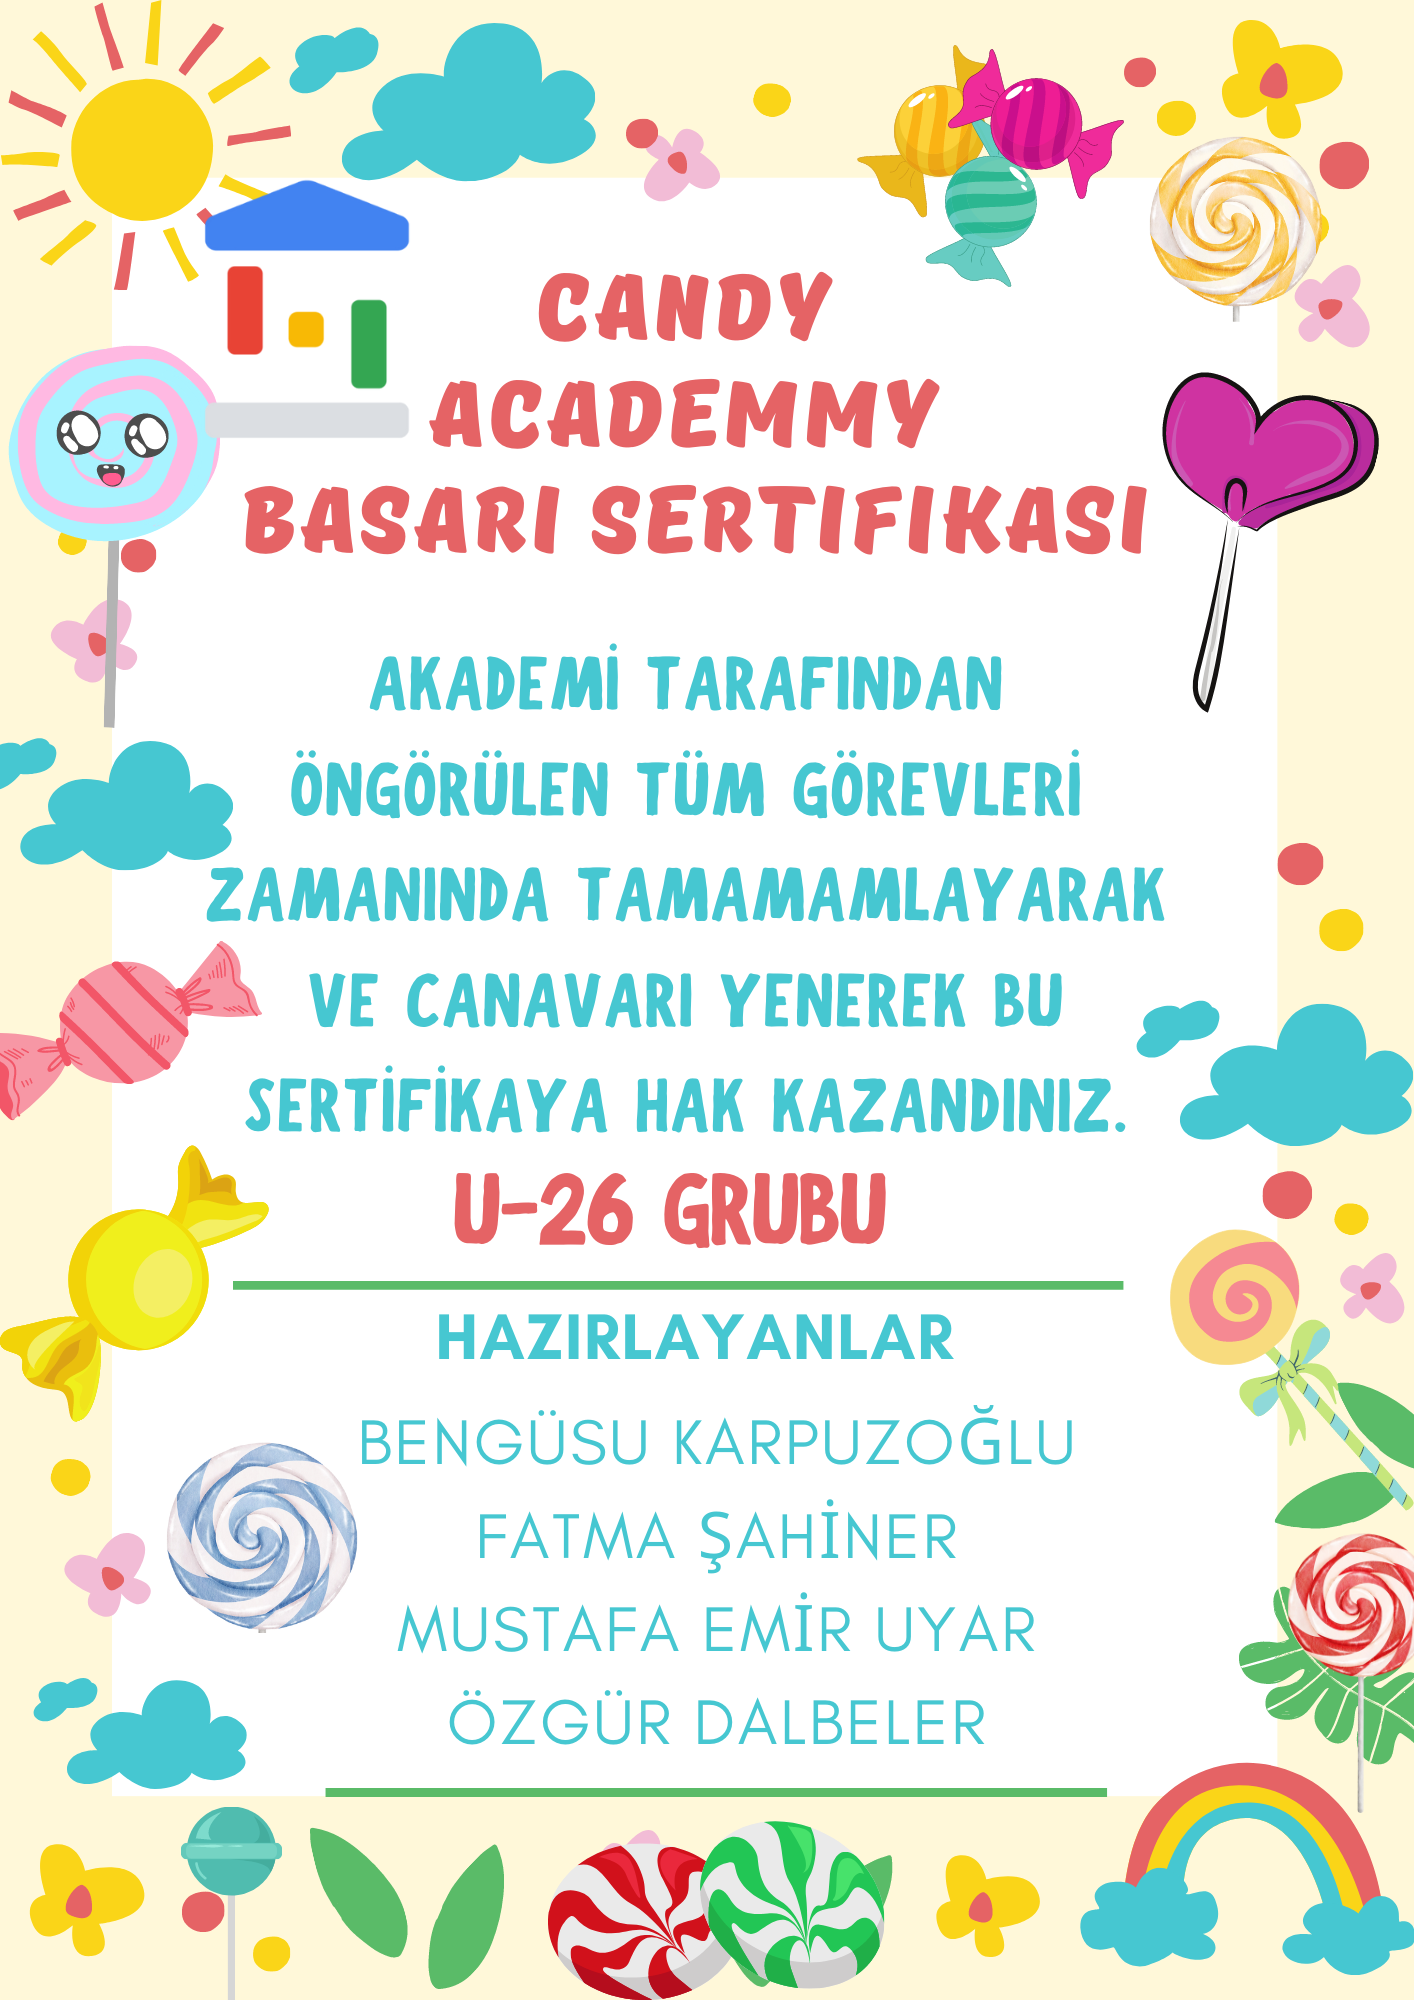 CANDY
ACADEMMY
BASARI SERTIFIKASI
AKADEMİ TARAFINDAN
ÖNGÖRÜLEN TÜM GÖREVLERİ
ZAMANINDA TAMAMAMLAYARAK
VE CANAVARI YENEREK BU
SERTİFİKAYA HAK KAZANDINIZ.
U-26 GRUBU
HAZIRLAYANLAR
BENGÜSU KARPUZOĞLU
FATMA ŞAHİNER
MUSTAFA EMİR UYAR
ÖZGÜR DALBELER